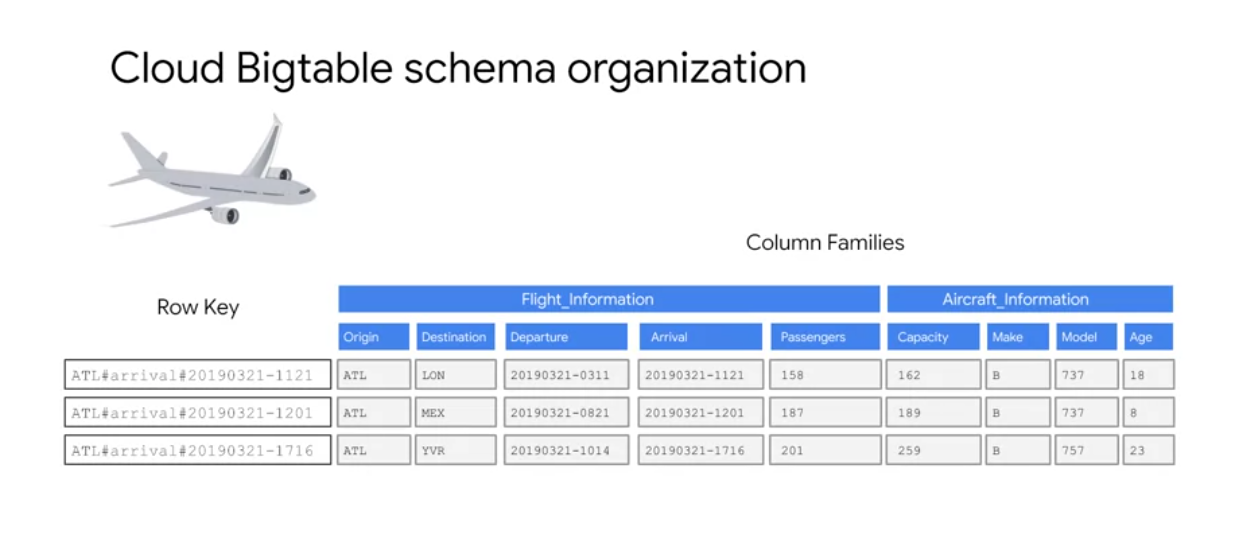 Cloud Bigtable schema organization
Column Families
Row Key
Flight_Information Aircraft_Information
Origin Destination Departure Arrival Passengers Capacity Make Model Age
ATL#arrival#20190321-1121 ATL LON 20190321-0311 20190321-1121 158 162 B 737 18
ATL#arrival#20190321-1201 ATL MEX 20190321-0821 20190321-1201 187 189 B 737 8
ATL#arrival#20190321-1716 ATL YVR 20190321-1014 20190321-1716 201 259 B 757 23